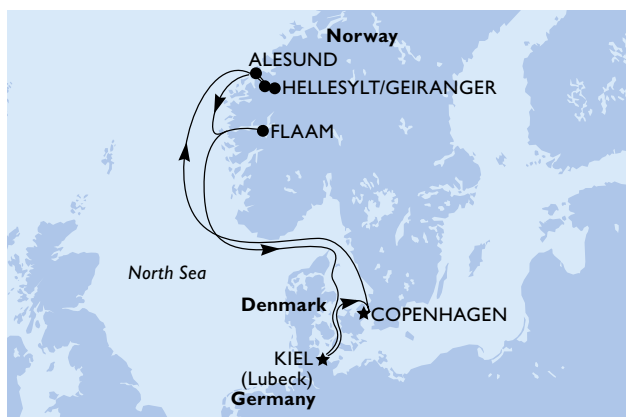 Norway
ALESUND
HELLESYLT/GEIRANGER
FLAAM
North Sea
Denmark
COPENHAGEN
KIEL
(Lubeck)
Germany